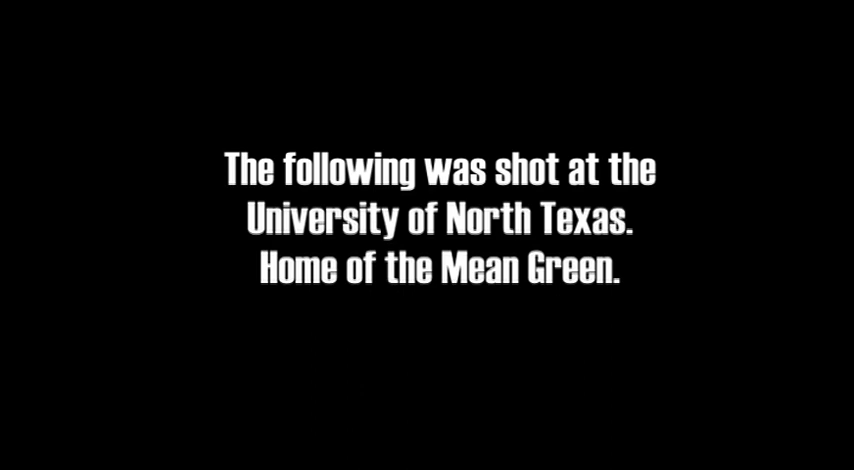 The following was shot at the
University of North Texas.
Home of the Mean Green.